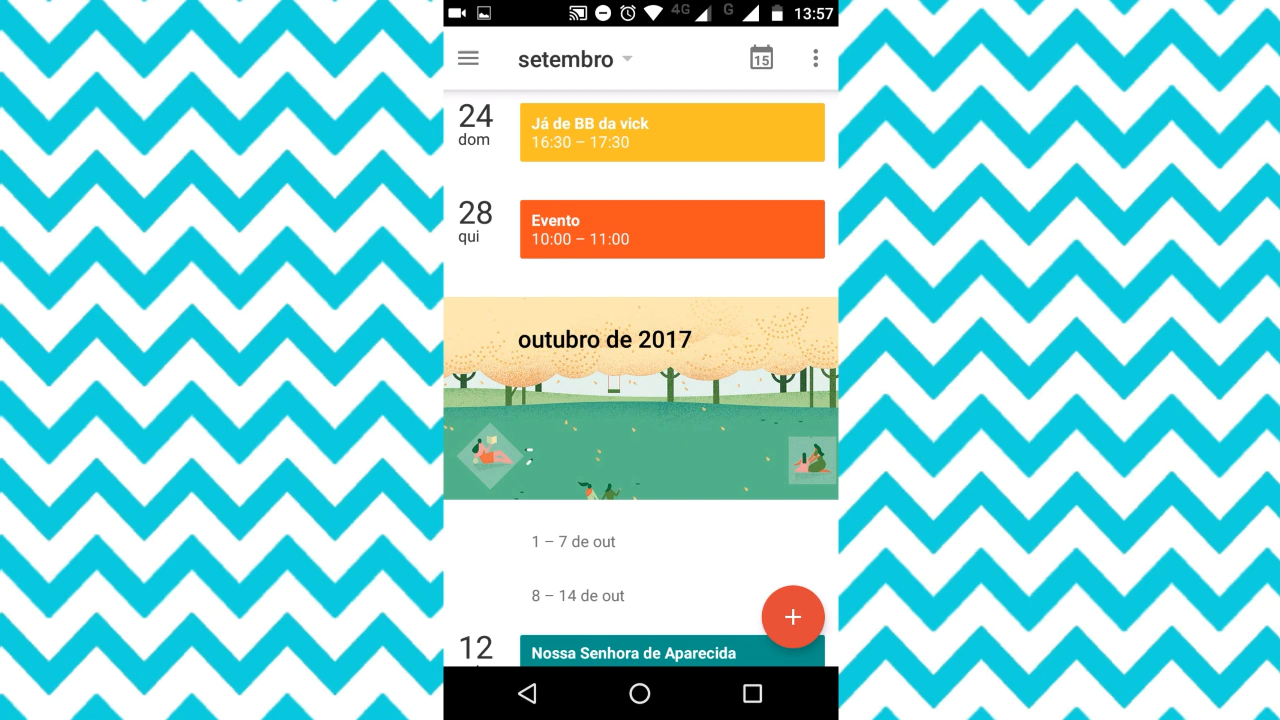 4G G 13:57
setembro 15
24
dom
Já de BB da vick
16:30 – 17:30
28
qui
Evento
10:00 – 11:00
outubro de 2017
1 – 7 de out
8 – 14 de out
+
12
Nossa Senhora de Aparecida